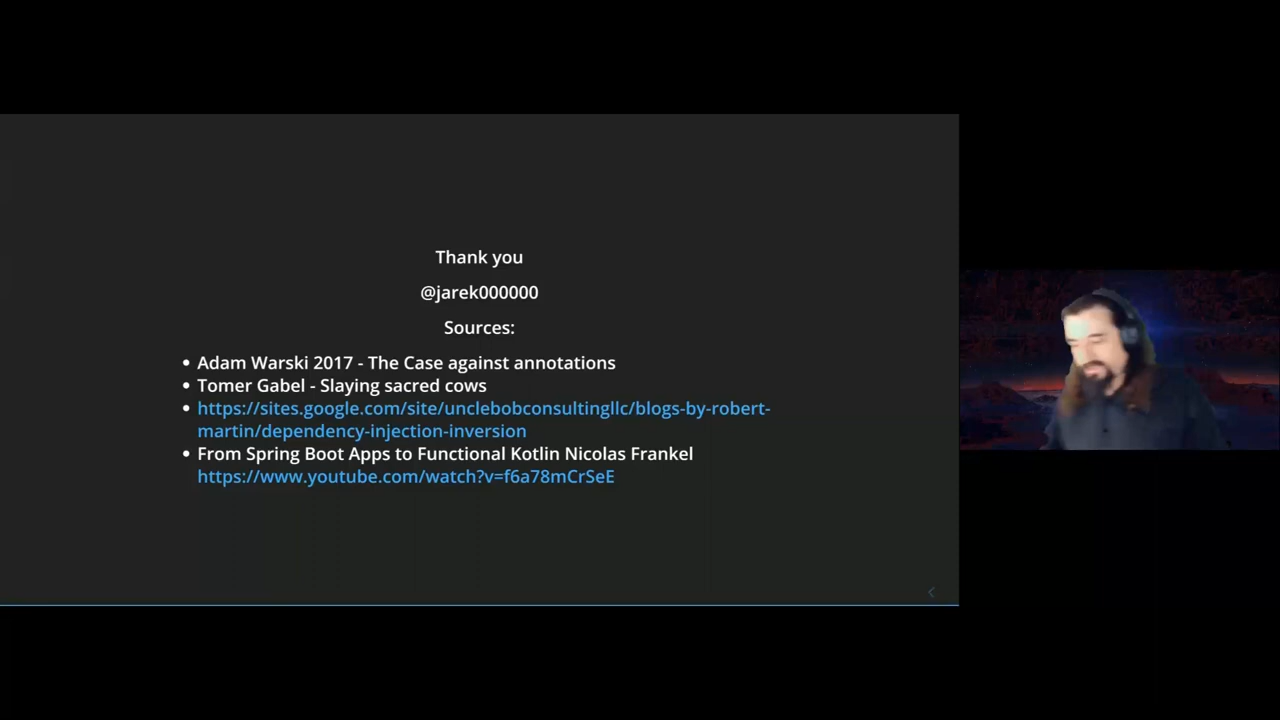 Thank you
@jarek000000
Sources:
• Adam Warski 2017 - The Case against annotations
• Tomer Gabel - Slaying sacred cows
• https://sites.google.com/site/unclebobconsultingllc/blogs-by-robert-
martin/dependency-injection-inversion
• From Spring Boot Apps to Functional Kotlin Nicolas Frankel
https://www.youtube.com/watch?v=f6a78mCrSeE